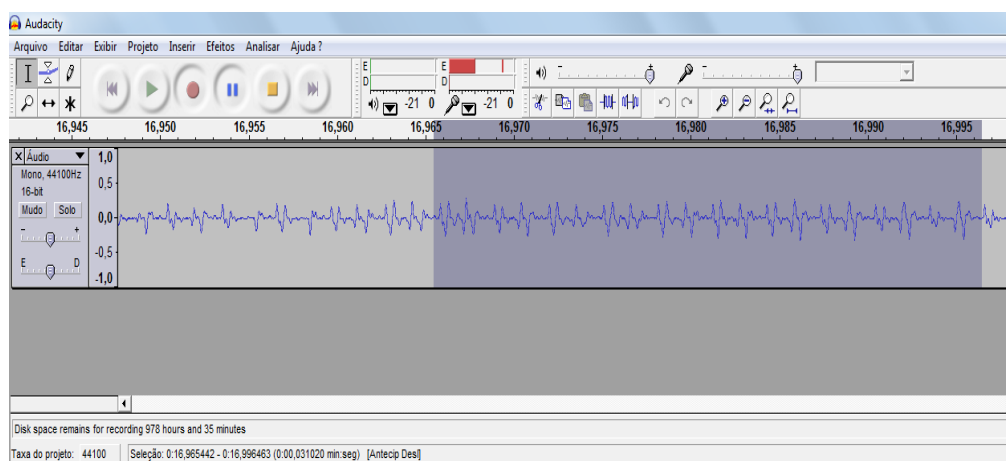 Audacity
Arquivo Editar Exibir Projeto Inserir Efeitos Analisar Ajuda ?
E E
D D
-21 0 -21 0
16,945 16,950 16,955 16,960 16,965 16,970 16,975 16,980 16,985 16,990 16,995
X Áudio 1,0
Mono, 44100Hz
16-bit 0,5
Mudo Solo
- + 0,0
-0,5
E D
-1,0
Disk space remains for recording 978 hours and 35 minutes
Taxa do projeto: 44100 Seleção: 0:16,965442 - 0:16,996463 (0:00,031020 min:seg) [Antecip Desl]